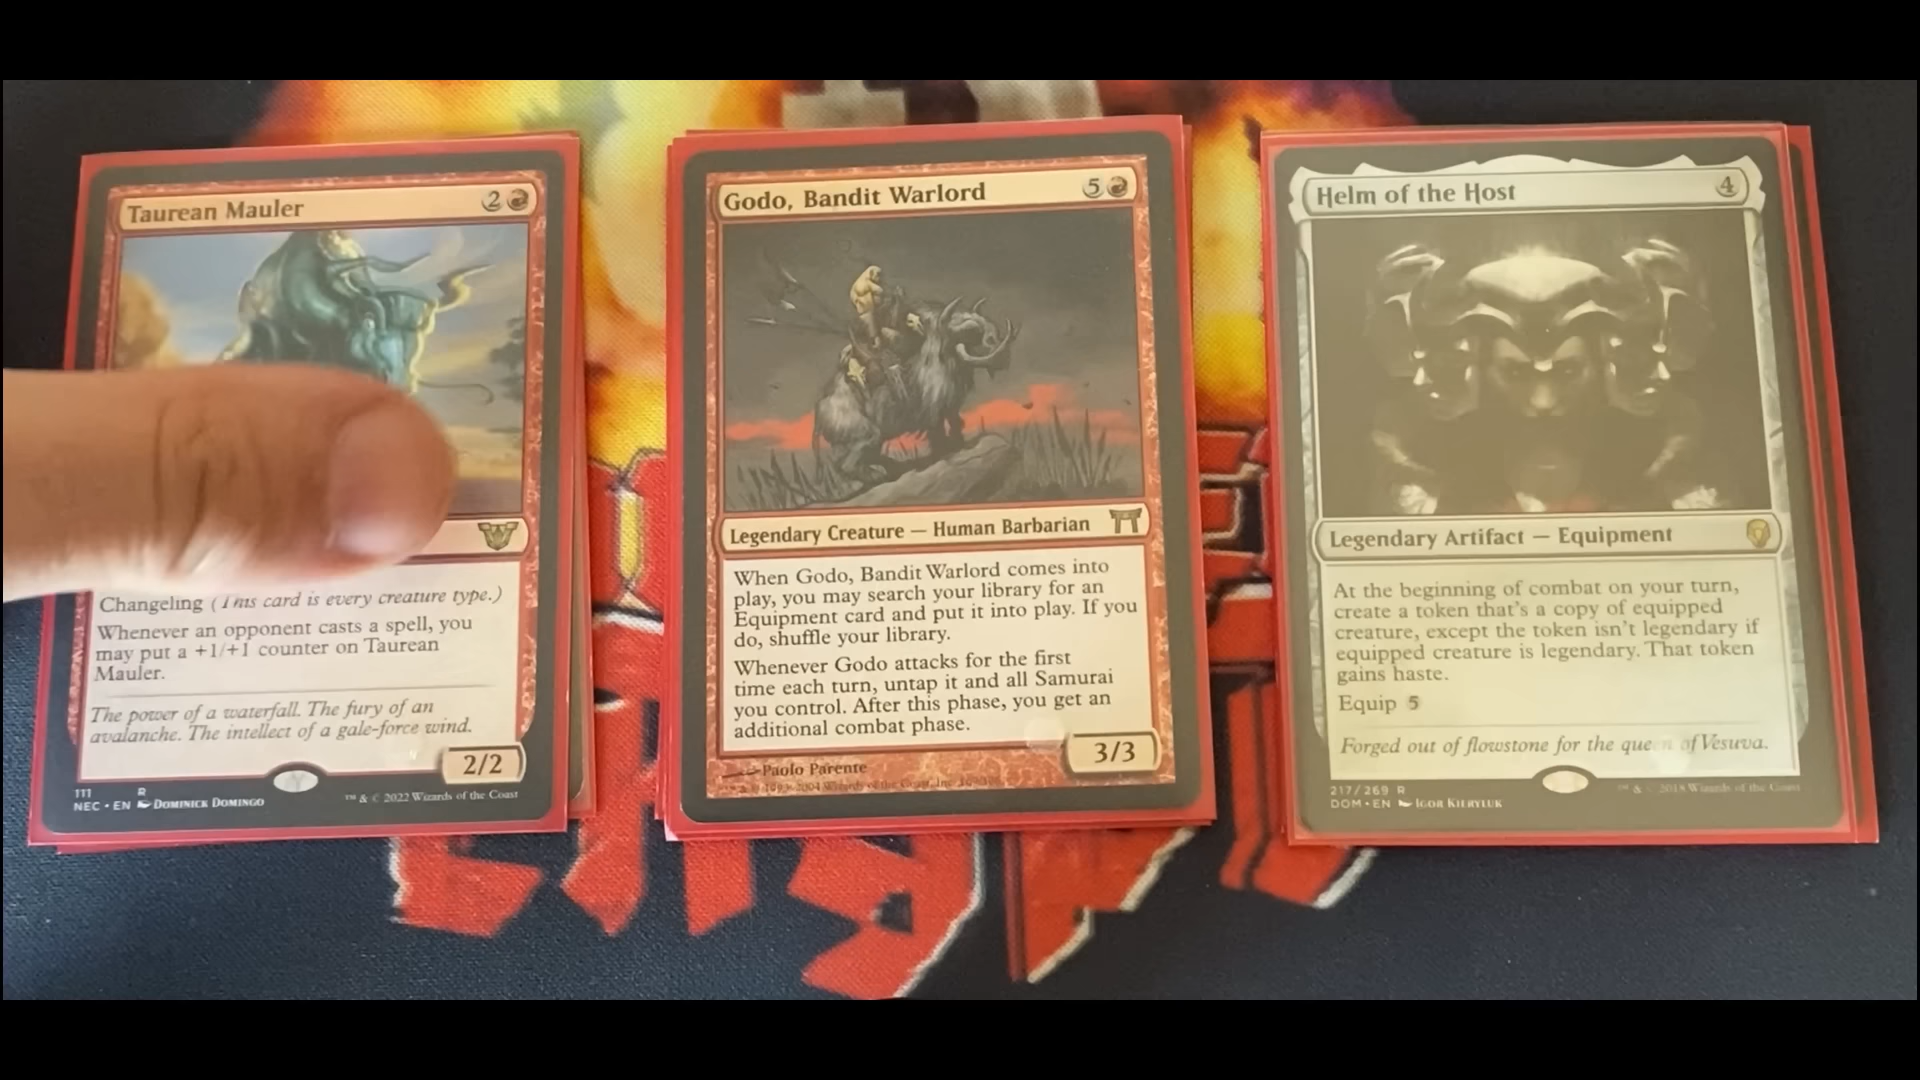 Taurean Mauler
2
Changeling (This card is every creature type.)
Whenever an opponent casts a spell, you
may put a +1/+1 counter on Taurean
Mauler.
The power of a waterfall. The fury of an
avalanche. The intellect of a gale-force wind.
2/2
111 R
NEC • EN DOMINICK DOMINGO
™ & © 2022 Wizards of the Coast
Godo, Bandit Warlord
5
Legendary Creature — Human Barbarian
When Godo, Bandit Warlord comes into
play, you may search your library for an
Equipment card and put it into play. If you
do, shuffle your library.
Whenever Godo attacks for the first
time each turn, untap it and all Samurai
you control. After this phase, you get an
additional combat phase.
3/3
Paolo Parente
Helm of the Host
4
Legendary Artifact — Equipment
At the beginning of combat on your turn,
create a token that's a copy of equipped
creature, except the token isn't legendary if
equipped creature is legendary. That token
gains haste.
Equip 5
Forged out of flowstone for the queen of Vesuva.
217/269 R
DOM • EN IGOR KIERYLUK
™ & © 2018 Wizards of the Coast